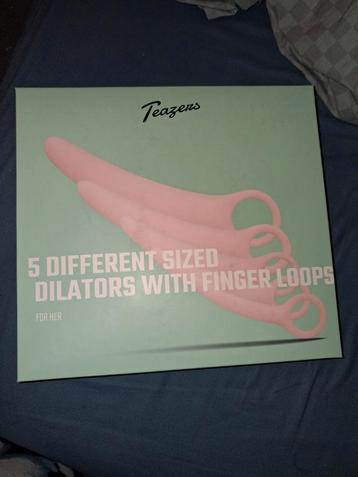 Teazers
5 DIFFERENT SIZED
DILATORS WITH FINGER LOOPS
FOR HER